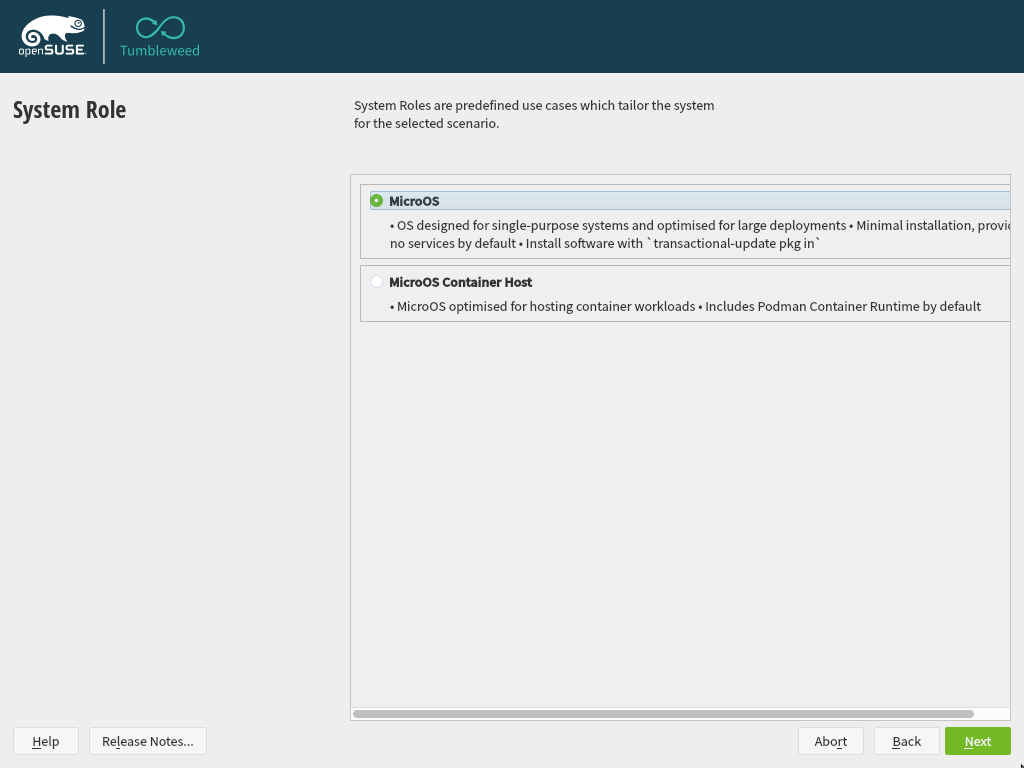 openSUSE
Tumbleweed
System Role
System Roles are predefined use cases which tailor the system
for the selected scenario.
MicroOS
• OS designed for single-purpose systems and optimised for large deployments • Minimal installation,
no services by default • Install software with `transactional-update pkg in`
MicroOS Container Host
• MicroOS optimised for hosting container workloads • Includes Podman Container Runtime by default
Help
Release Notes...
Abort
Back
Next